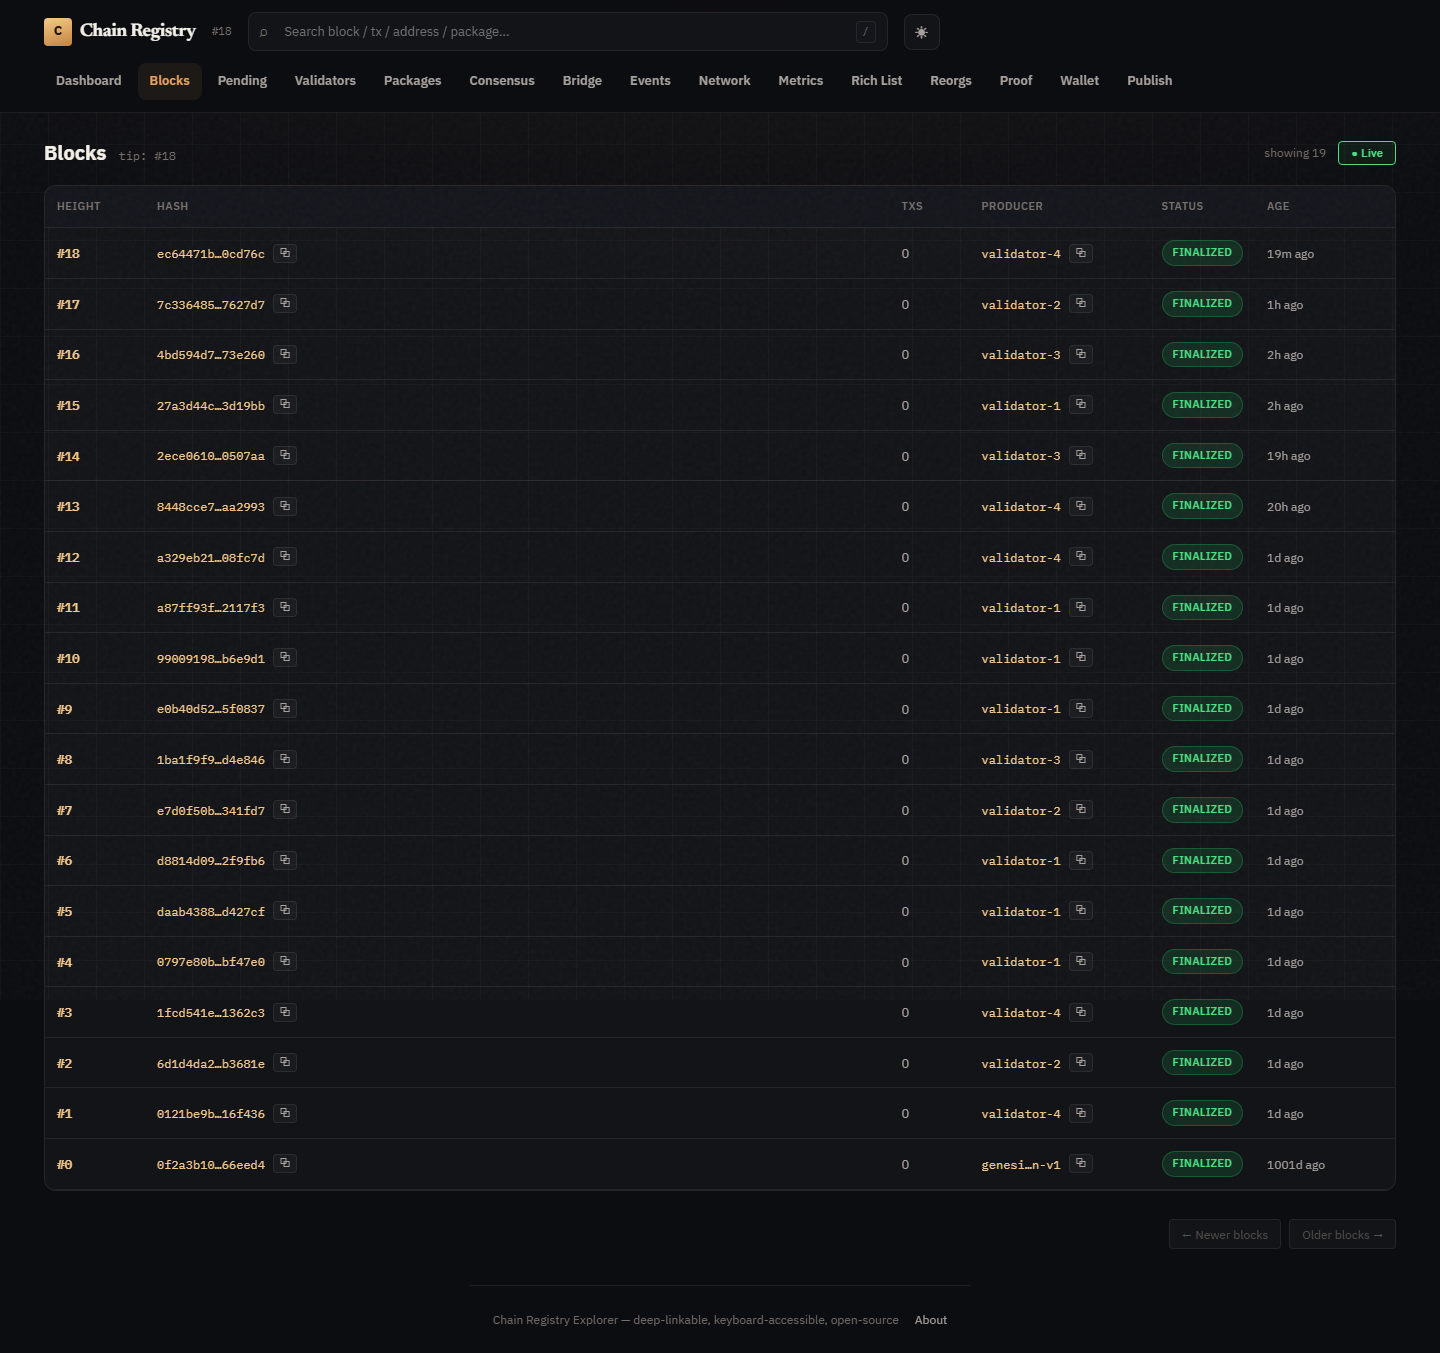 C Chain Registry #18 Search block / tx / address / package... /
Dashboard Blocks Pending Validators Packages Consensus Bridge Events Network Metrics Rich List Reorgs Proof Wallet Publish
Blocks tip: #18 showing 19 Live
HEIGHT HASH TXS PRODUCER STATUS AGE
#18 ec64471b…0cd76c 0 validator-4 FINALIZED 19m ago
#17 7c336485…7627d7 0 validator-2 FINALIZED 1h ago
#16 4bd594d7…73e260 0 validator-3 FINALIZED 2h ago
#15 27a3d44c…3d19bb 0 validator-1 FINALIZED 2h ago
#14 2ece0610…0507aa 0 validator-3 FINALIZED 19h ago
#13 8448cce7…aa2993 0 validator-4 FINALIZED 20h ago
#12 a329eb21…08fc7d 0 validator-4 FINALIZED 1d ago
#11 a87ff93f…2117f3 0 validator-1 FINALIZED 1d ago
#10 99009198…b6e9d1 0 validator-1 FINALIZED 1d ago
#9 e0b40d52…5f0837 0 validator-1 FINALIZED 1d ago
#8 1ba1f9f9…d4e846 0 validator-3 FINALIZED 1d ago
#7 e7d0f50b…341fd7 0 validator-2 FINALIZED 1d ago
#6 d8814d09…2f9fb6 0 validator-1 FINALIZED 1d ago
#5 daab4388…d427cf 0 validator-1 FINALIZED 1d ago
#4 0797e80b…bf47e0 0 validator-1 FINALIZED 1d ago
#3 1fcd541e…1362c3 0 validator-4 FINALIZED 1d ago
#2 6d1d4da2…b3681e 0 validator-2 FINALIZED 1d ago
#1 0121be9b…16f436 0 validator-4 FINALIZED 1d ago
#0 0f2a3b10…66eed4 0 genesi…n-v1 FINALIZED 1001d ago
← Newer blocks Older blocks →
Chain Registry Explorer — deep-linkable, keyboard-accessible, open-source About